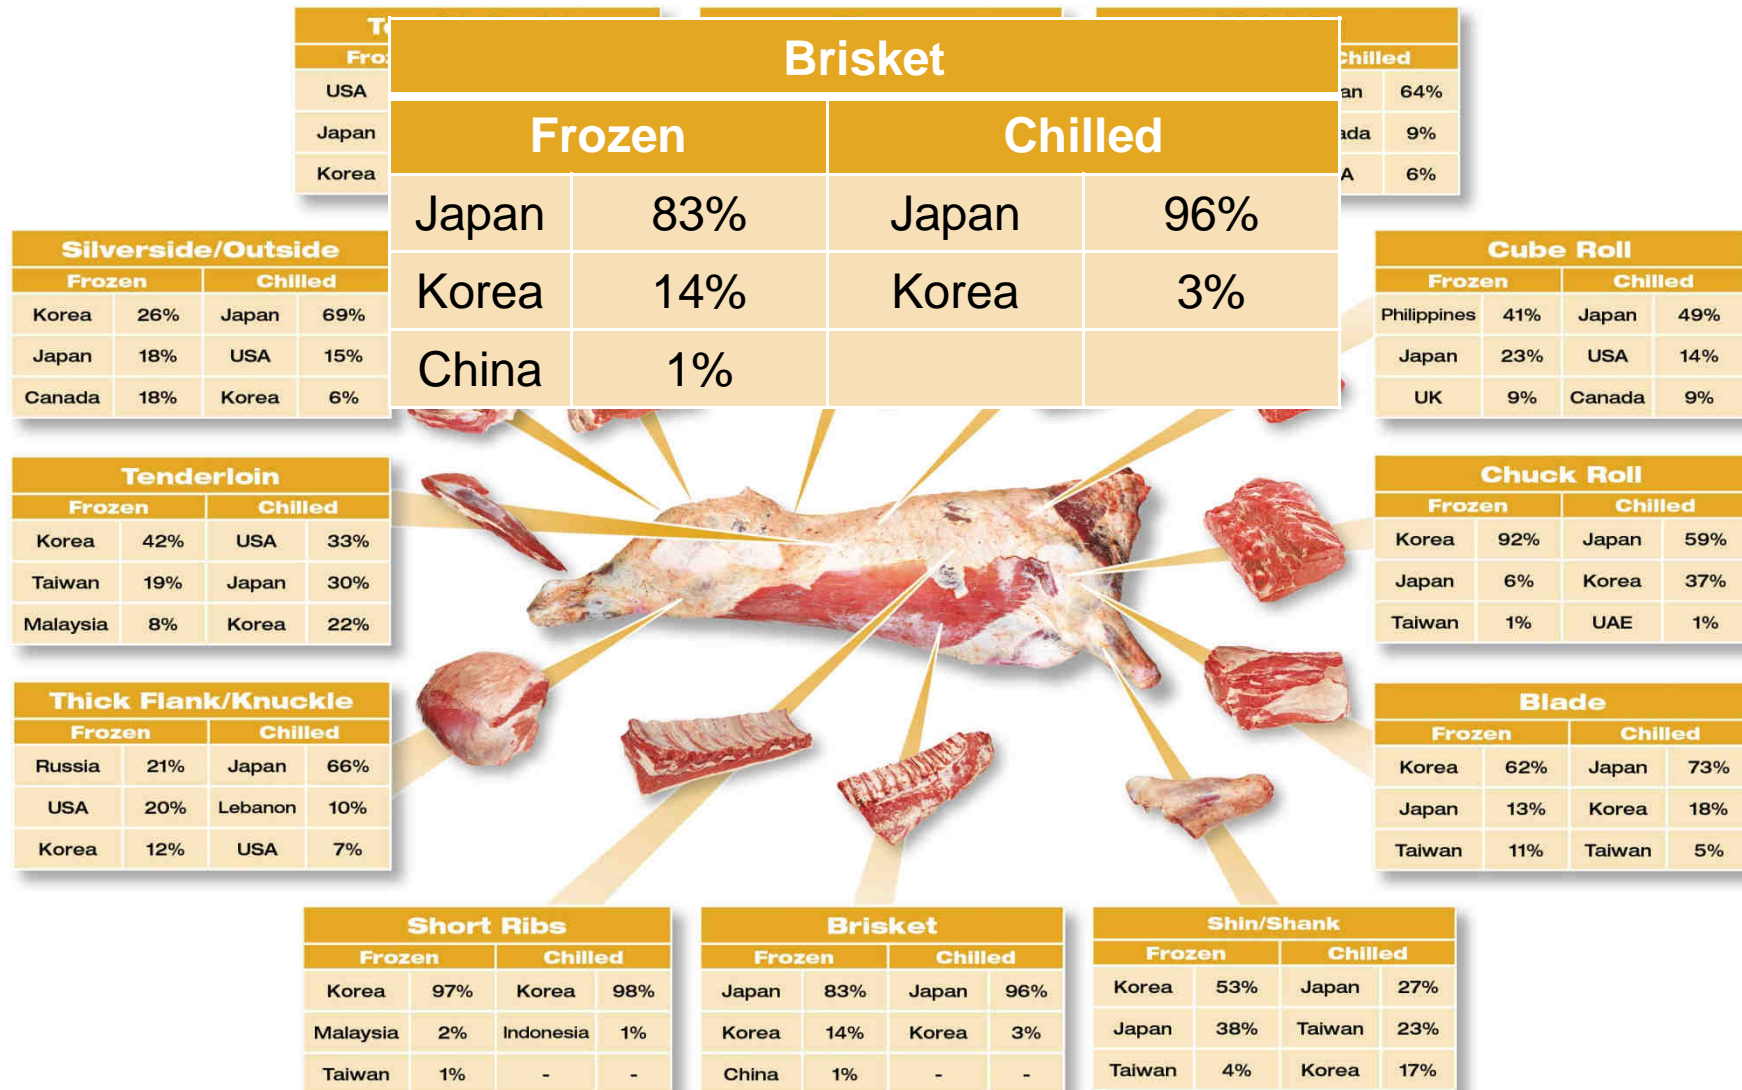 Brisket
Frozen Chilled
Japan 83% Japan 96%
Korea 14% Korea 3%
China 1%
USA
Japan
Korea
64%
9%
6%
Silverside/Outside
Frozen Chilled
Korea 26% Japan 69%
Japan 18% USA 15%
Canada 18% Korea 6%
Cube Roll
Frozen Chilled
Philippines 41% Japan 49%
Japan 23% USA 14%
UK 9% Canada 9%
Tenderloin
Frozen Chilled
Korea 42% USA 33%
Taiwan 19% Japan 30%
Malaysia 8% Korea 22%
Chuck Roll
Frozen Chilled
Korea 92% Japan 59%
Japan 6% Korea 37%
Taiwan 1% UAE 1%
Thick Flank/Knuckle
Frozen Chilled
Russia 21% Japan 66%
USA 20% Lebanon 10%
Korea 12% USA 7%
Blade
Frozen Chilled
Korea 62% Japan 73%
Japan 13% Korea 18%
Taiwan 11% Taiwan 5%
Short Ribs
Frozen Chilled
Korea 97% Korea 98%
Malaysia 2% Indonesia 1%
Taiwan 1% - -
Brisket
Frozen Chilled
Japan 83% Japan 96%
Korea 14% Korea 3%
China 1% - -
Shin/Shank
Frozen Chilled
Korea 53% Japan 27%
Japan 38% Taiwan 23%
Taiwan 4% Korea 17%